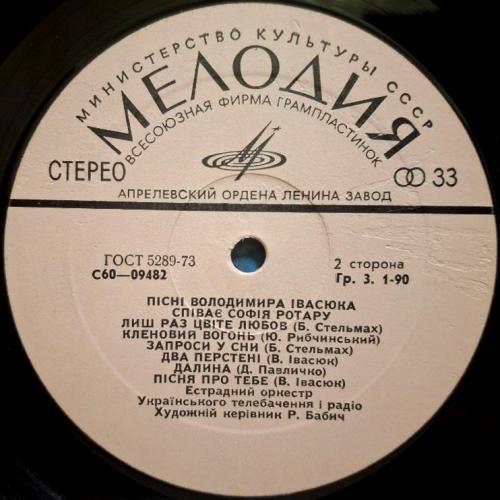 МИНИСТЕРСТВО КУЛЬТУРЫ СССР
МЕЛОДИЯ
ВСЕСОЮЗНАЯ ФИРМА ГРАМПЛАСТИНОК
СТЕРЕО
33
АПРЕЛЕВСКИЙ ОРДЕНА ЛЕНИНА ЗАВОД
ГОСТ 5289-73
С60—09482
2 сторона
Гр. 3. 1-90
ПІСНІ ВОЛОДИМИРА ІВАСЮКА
СПІВАЄ СОФІЯ РОТАРУ
ЛИШ РАЗ ЦВІТЕ ЛЮБОВ (Б. Стельмах)
КЛЕНОВИЙ ВОГОНЬ (Ю. Рибчинський)
ЗАПРОСИ У СНИ (Б. Стельмах)
ДВА ПЕРСТЕНІ (В. Івасюк)
ДАЛИНА (Д. Павличко)
ПІСНЯ ПРО ТЕБЕ (В. Івасюк)
Естрадний оркестр
Українського телебачення і радіо
Художній керівник Р. Бабич